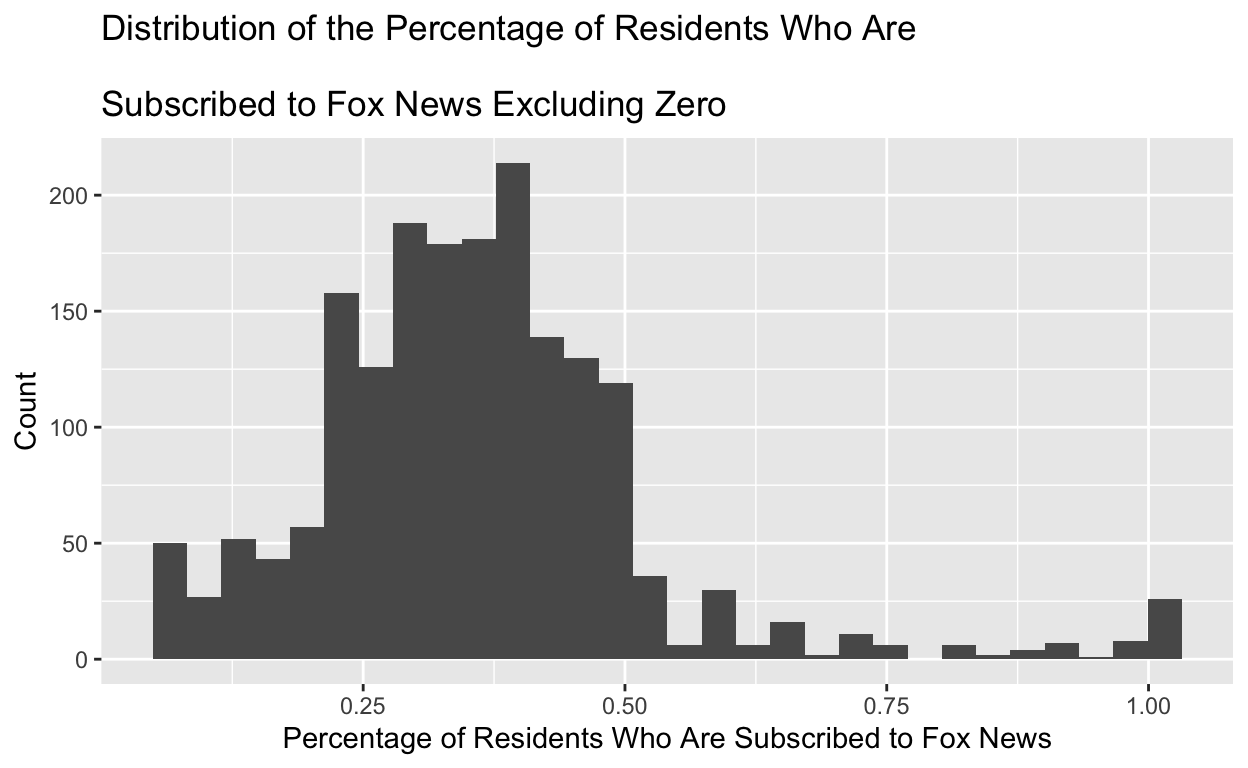 Distribution of the Percentage of Residents Who Are
Subscribed to Fox News Excluding Zero
200
150
100
50
0
Count
0.25
0.50
0.75
1.00
Percentage of Residents Who Are Subscribed to Fox News